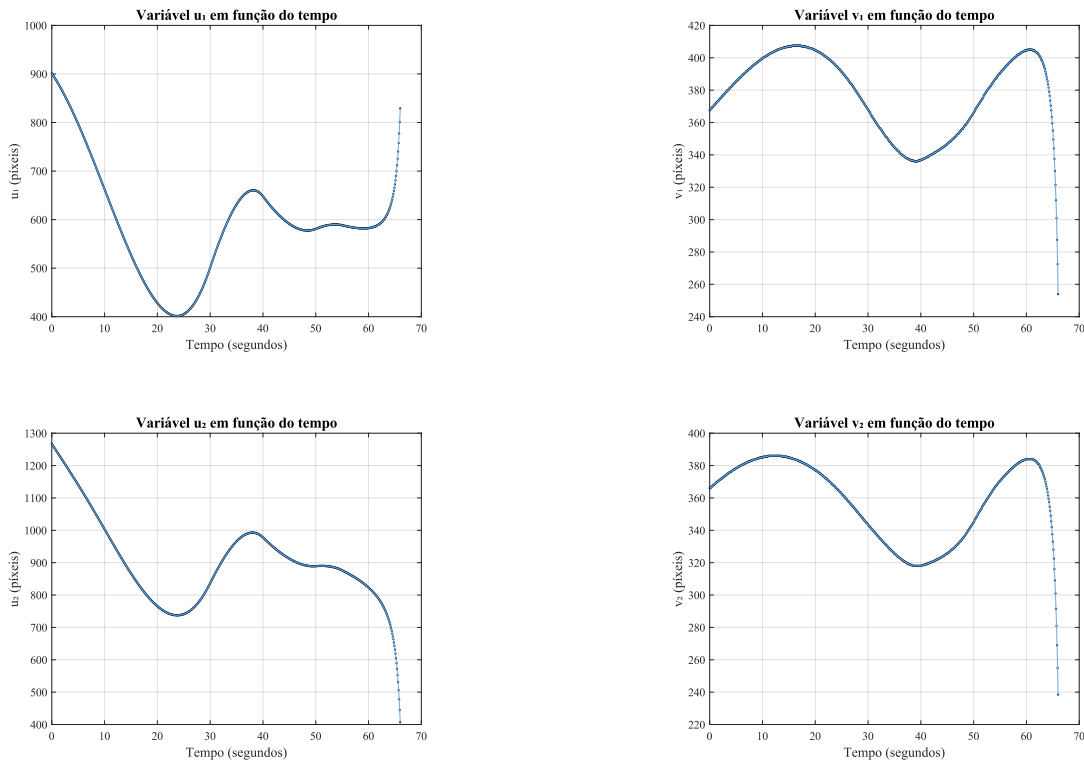 Variável u₁ em função do tempo
1000
900
800
700
600
500
400
u₁ (pixeis)
0 10 20 30 40 50 60 70
Tempo (segundos)
Variável v₁ em função do tempo
420
400
380
360
340
320
300
280
260
240
v₁ (pixeis)
0 10 20 30 40 50 60 70
Tempo (segundos)
Variável u₂ em função do tempo
1300
1200
1100
1000
900
800
700
600
500
400
u₂ (pixeis)
0 10 20 30 40 50 60 70
Tempo (segundos)
Variável v₂ em função do tempo
400
380
360
340
320
300
280
260
240
220
v₂ (pixeis)
0 10 20 30 40 50 60 70
Tempo (segundos)